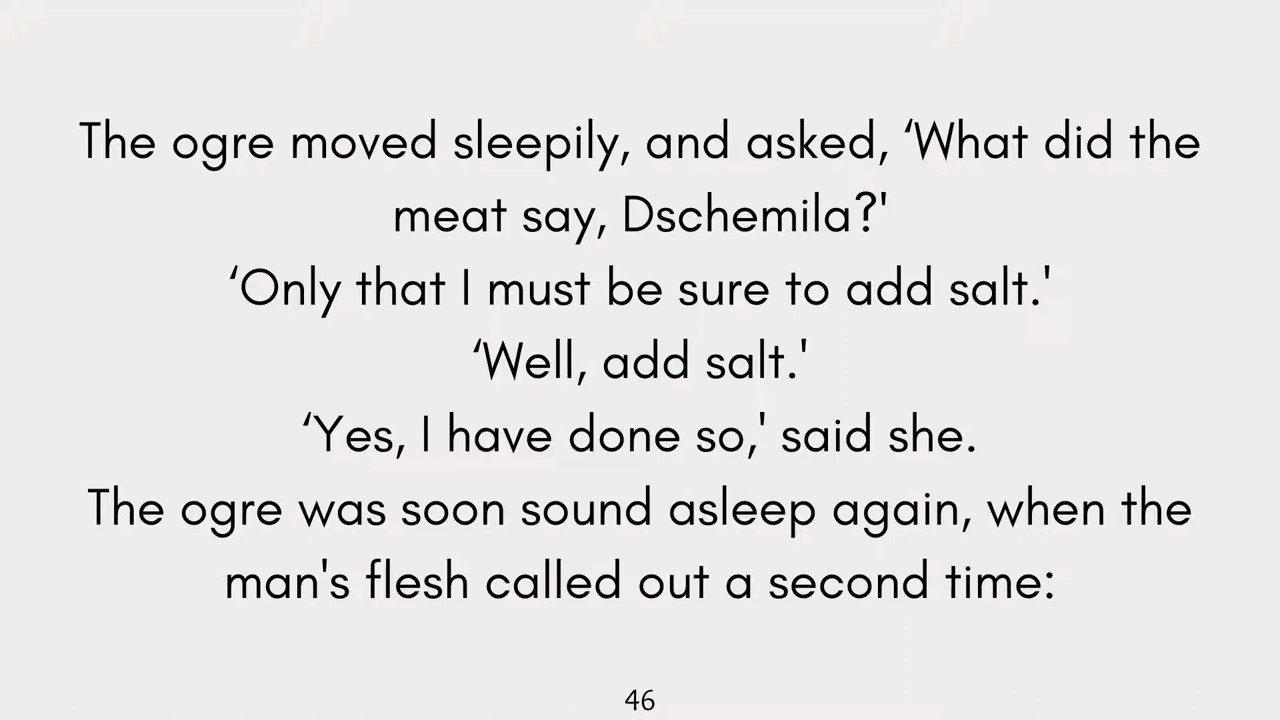 The ogre moved sleepily, and asked, ‘What did the
meat say, Dschemila?'
‘Only that I must be sure to add salt.'
‘Well, add salt.'
‘Yes, I have done so,' said she.
The ogre was soon sound asleep again, when the
man's flesh called out a second time:
46